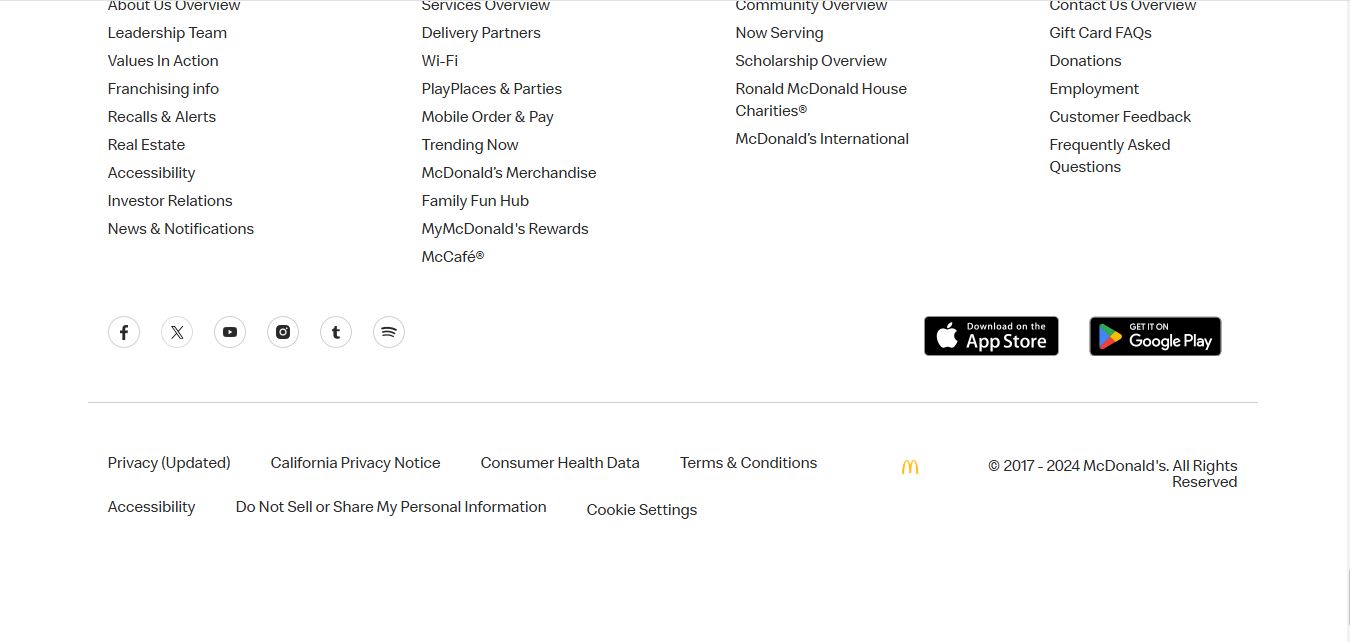 About Us Overview
Leadership Team
Values In Action
Franchising info
Recalls & Alerts
Real Estate
Accessibility
Investor Relations
News & Notifications
Services Overview
Delivery Partners
Wi-Fi
PlayPlaces & Parties
Mobile Order & Pay
Trending Now
McDonald’s Merchandise
Family Fun Hub
MyMcDonald's Rewards
McCafé®
Community Overview
Now Serving
Scholarship Overview
Ronald McDonald House
Charities®
McDonald’s International
Contact Us Overview
Gift Card FAQs
Donations
Employment
Customer Feedback
Frequently Asked
Questions
Download on the
App Store
GET IT ON
Google Play
Privacy (Updated)
California Privacy Notice
Consumer Health Data
Terms & Conditions
Accessibility
Do Not Sell or Share My Personal Information
Cookie Settings
© 2017 - 2024 McDonald's. All Rights
Reserved